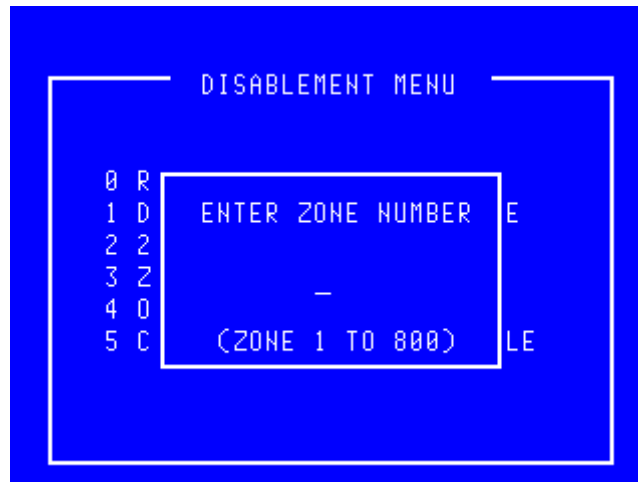 DISABLEMENT MENU
0 R
1 D ENTER ZONE NUMBER E
2 2
3 Z
_
4 O
5 C (ZONE 1 TO 800) LE